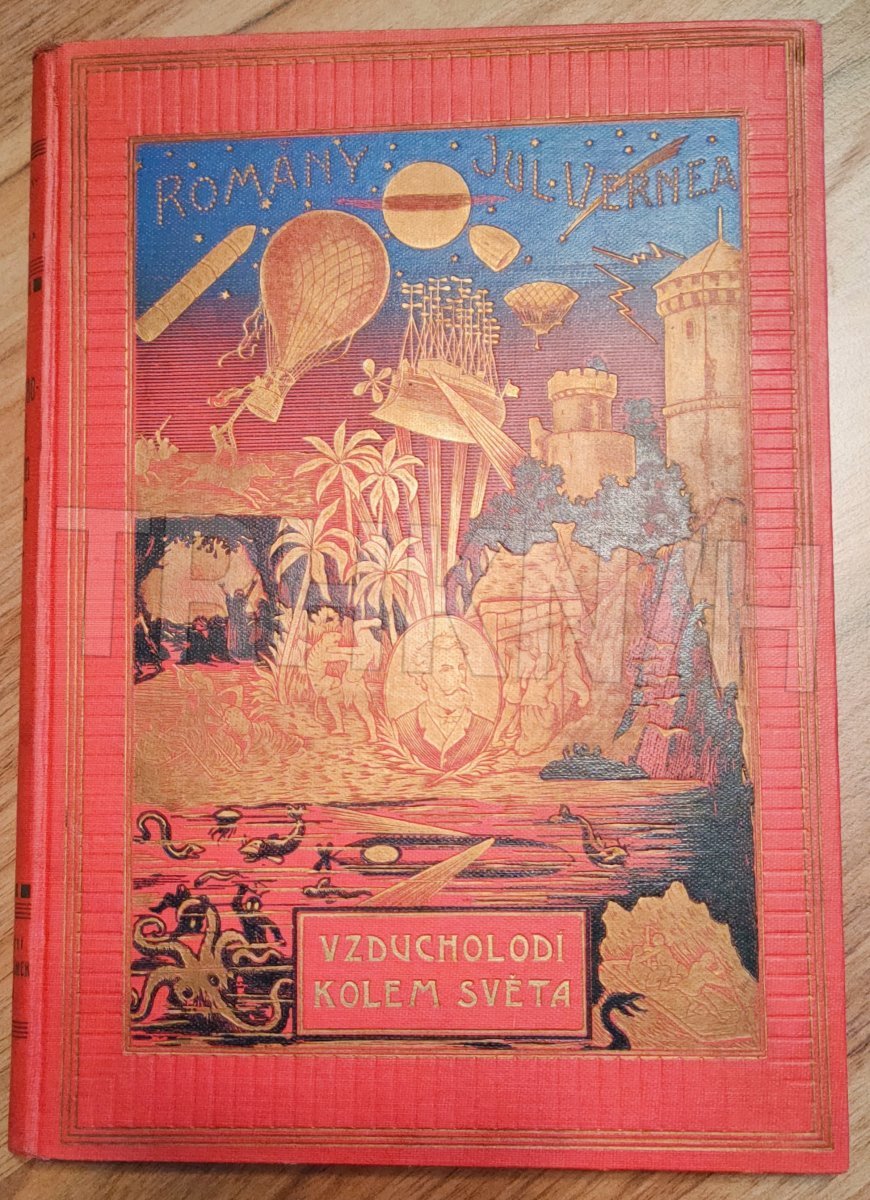 ROMÁNY JUL. VERNEA
VZDUCHOLODÍ
KOLEM SVĚTA